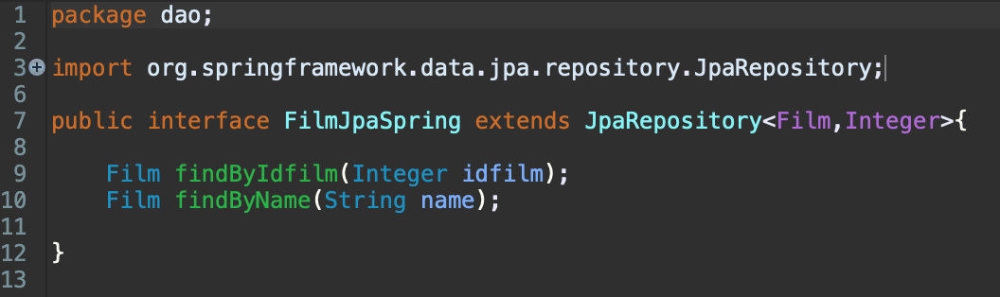 1 package dao;
2
3 import org.springframework.data.jpa.repository.JpaRepository;
6
7 public interface FilmJpaSpring extends JpaRepository<Film,Integer>{
8
9     Film findByIdfilm(Integer idfilm);
10     Film findByName(String name);
11
12 }
13